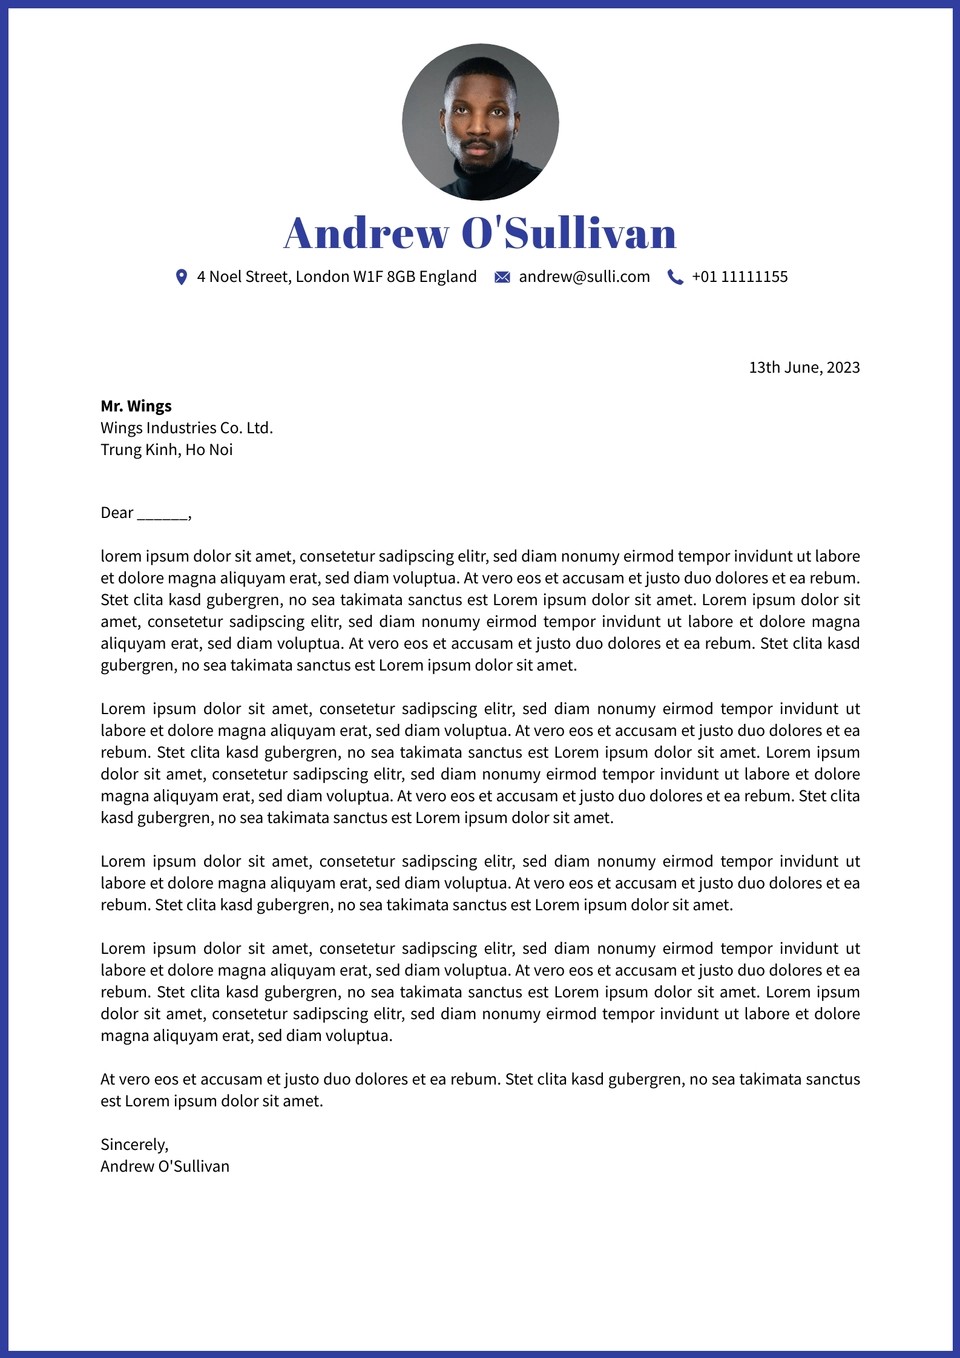 Andrew O'Sullivan
4 Noel Street, London W1F 8GB England andrew@sulli.com +01 11111155
13th June, 2023
Mr. Wings
Wings Industries Co. Ltd.
Trung Kinh, Ho Noi
Dear ______,
lorem ipsum dolor sit amet, consetetur sadipscing elitr, sed diam nonumy eirmod tempor invidunt ut labore
et dolore magna aliquyam erat, sed diam voluptua. At vero eos et accusam et justo duo dolores et ea rebum.
Stet clita kasd gubergren, no sea takimata sanctus est Lorem ipsum dolor sit amet. Lorem ipsum dolor sit
amet, consetetur sadipscing elitr, sed diam nonumy eirmod tempor invidunt ut labore et dolore magna
aliquyam erat, sed diam voluptua. At vero eos et accusam et justo duo dolores et ea rebum. Stet clita kasd
gubergren, no sea takimata sanctus est Lorem ipsum dolor sit amet.
Lorem ipsum dolor sit amet, consetetur sadipscing elitr, sed diam nonumy eirmod tempor invidunt ut
labore et dolore magna aliquyam erat, sed diam voluptua. At vero eos et accusam et justo duo dolores et ea
rebum. Stet clita kasd gubergren, no sea takimata sanctus est Lorem ipsum dolor sit amet. Lorem ipsum
dolor sit amet, consetetur sadipscing elitr, sed diam nonumy eirmod tempor invidunt ut labore et dolore
magna aliquyam erat, sed diam voluptua. At vero eos et accusam et justo duo dolores et ea rebum. Stet clita
kasd gubergren, no sea takimata sanctus est Lorem ipsum dolor sit amet.
Lorem ipsum dolor sit amet, consetetur sadipscing elitr, sed diam nonumy eirmod tempor invidunt ut
labore et dolore magna aliquyam erat, sed diam voluptua. At vero eos et accusam et justo duo dolores et ea
rebum. Stet clita kasd gubergren, no sea takimata sanctus est Lorem ipsum dolor sit amet.
Lorem ipsum dolor sit amet, consetetur sadipscing elitr, sed diam nonumy eirmod tempor invidunt ut
labore et dolore magna aliquyam erat, sed diam voluptua. At vero eos et accusam et justo duo dolores et ea
rebum. Stet clita kasd gubergren, no sea takimata sanctus est Lorem ipsum dolor sit amet. Lorem ipsum
dolor sit amet, consetetur sadipscing elitr, sed diam nonumy eirmod tempor invidunt ut labore et dolore
magna aliquyam erat, sed diam voluptua.
At vero eos et accusam et justo duo dolores et ea rebum. Stet clita kasd gubergren, no sea takimata sanctus
est Lorem ipsum dolor sit amet.
Sincerely,
Andrew O'Sullivan